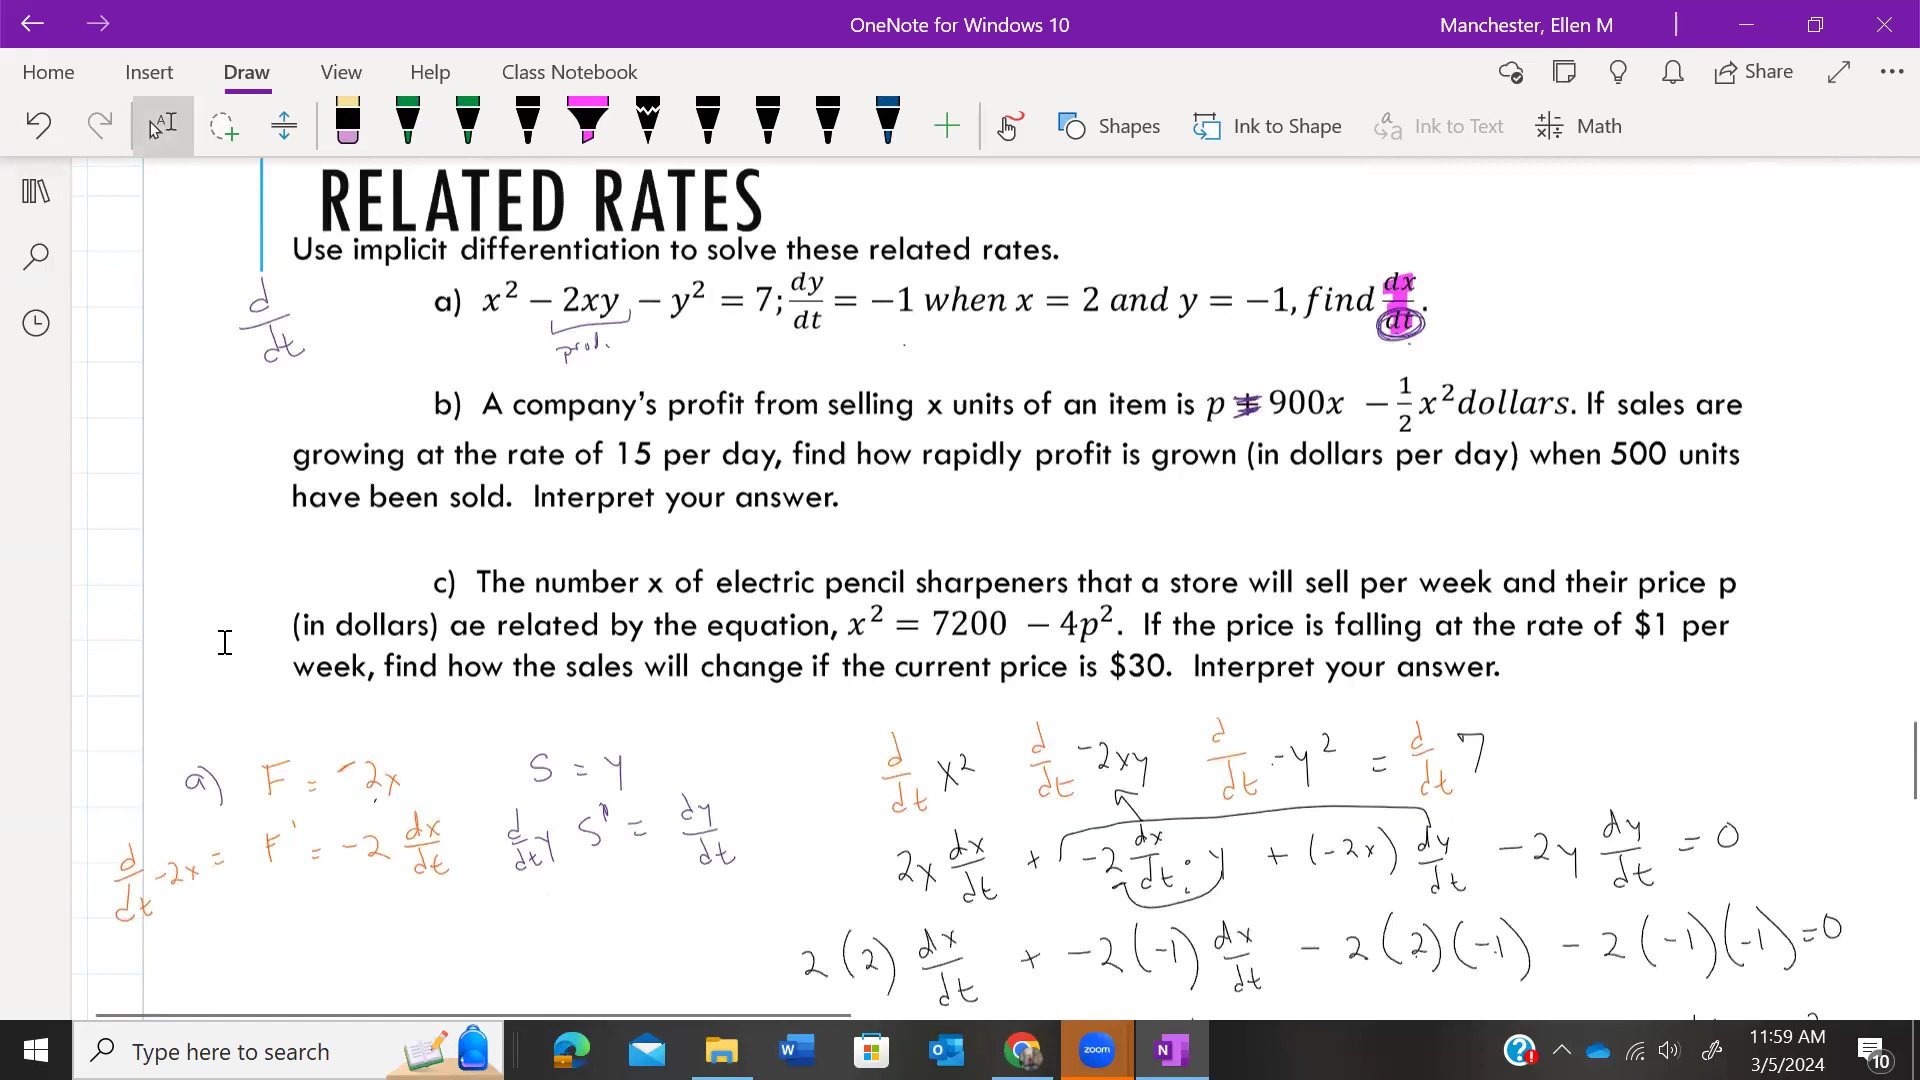 OneNote for Windows 10
Manchester, Ellen M
Home Insert Draw View Help Class Notebook Share
Shapes Ink to Shape Ink to Text Math
RELATED RATES
Use implicit differentiation to solve these related rates.
d/dt
a) x² − 2xy − y² = 7; dy/dt = −1 when x = 2 and y = −1, find dx/dt.
prod.
b) A company's profit from selling x units of an item is p = 900x − 1/2 x² dollars. If sales are
growing at the rate of 15 per day, find how rapidly profit is grown (in dollars per day) when 500 units
have been sold. Interpret your answer.
c) The number x of electric pencil sharpeners that a store will sell per week and their price p
(in dollars) ae related by the equation, x² = 7200 − 4p². If the price is falling at the rate of $1 per
week, find how the sales will change if the current price is $30. Interpret your answer.
a) F = -2x S = y
d/dt -2x = F' = -2 dx/dt d/dt y S' = dy/dt
d/dt x² d/dt -2xy d/dt -y² = d/dt 7
2x dx/dt + -2 dx/dt · y + (-2x) dy/dt - 2y dy/dt = 0
2(2) dx/dt + -2(-1) dx/dt - 2(2)(-1) - 2(-1)(-1) = 0
Type here to search
zoom
11:59 AM
3/5/2024
10